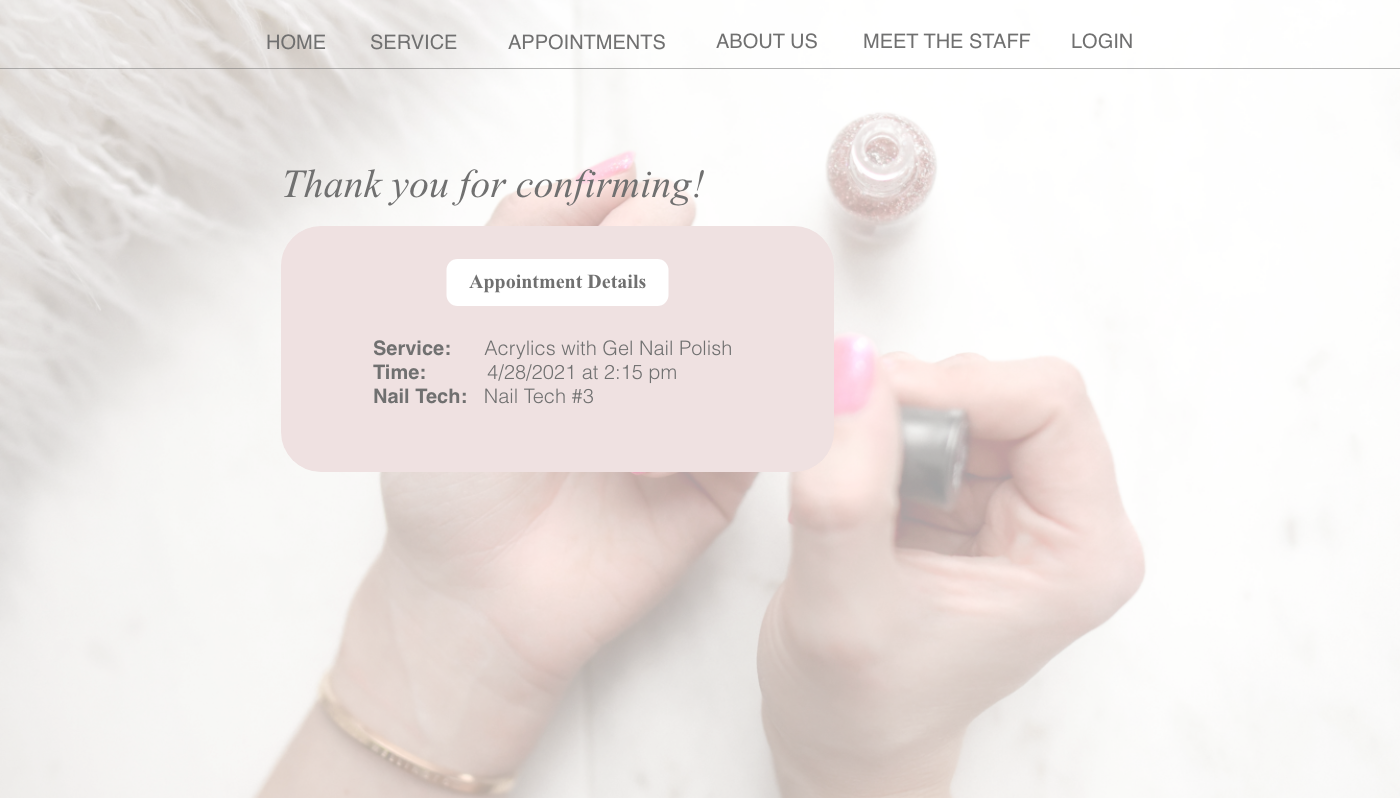 HOME SERVICE APPOINTMENTS ABOUT US MEET THE STAFF LOGIN
Thank you for confirming!
Appointment Details
Service: Acrylics with Gel Nail Polish
Time: 4/28/2021 at 2:15 pm
Nail Tech: Nail Tech #3